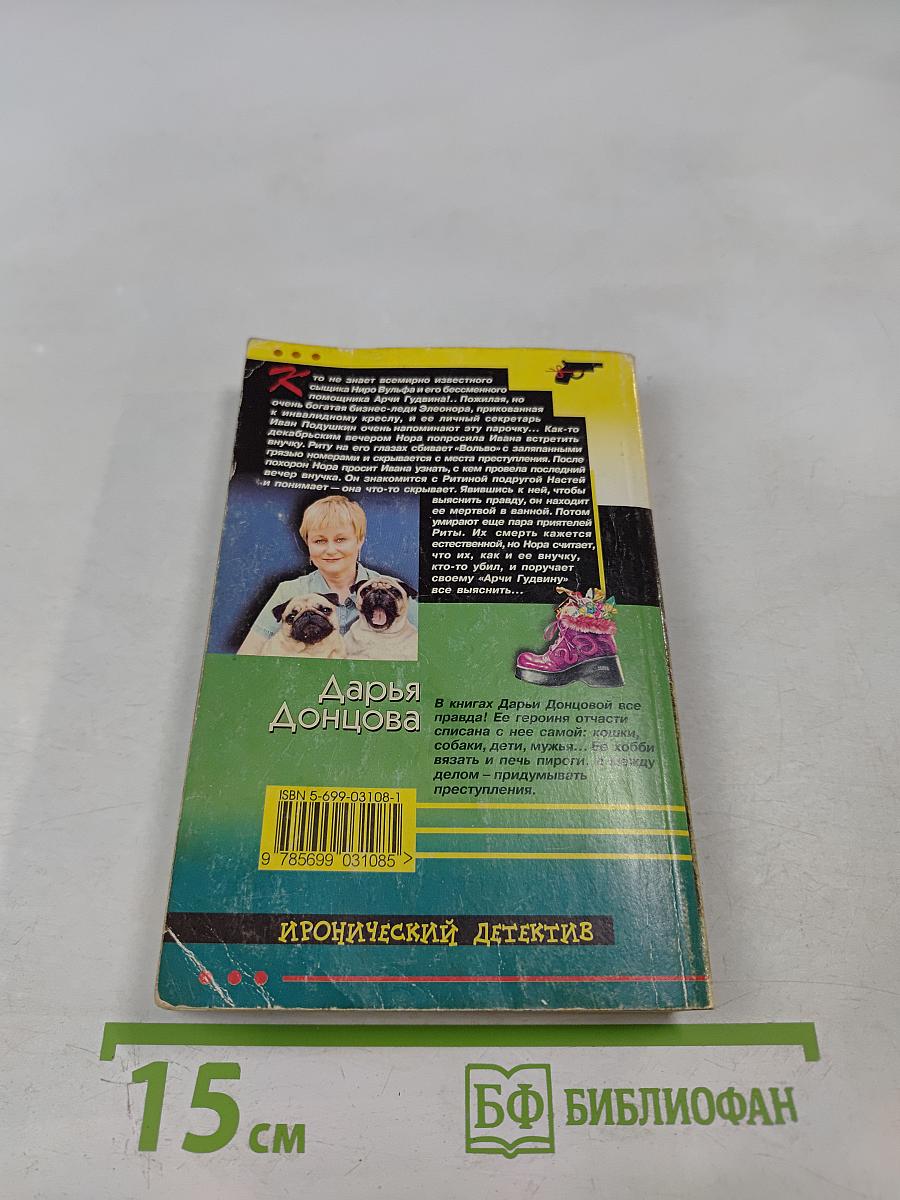 Кто не знает всемирно известного
сыщика Ниро Вульфа и его бессменного
помощника Арчи Гудвина!.. Пожилая, но
очень богатая бизнес-леди Элеонора, прикованная
к инвалидному креслу, и ее личный секретарь
Иван Подушкин очень напоминают эту парочку... Как-то
декабрьским вечером Нора попросила Ивана встретить
внучку. Риту на его глазах сбивает «Вольво» с заляпанными
грязью номерами и скрывается с места преступления. После
похорон Нора просит Ивана узнать, с кем провела последний
вечер внучка. Он знакомится с Ритиной подругой Настей
и понимает — она что-то скрывает. Явившись к ней, чтобы
выяснить правду, он находит
ее мертвой в ванной. Потом
умирают еще пара приятелей
Риты. Их смерть кажется
естественной, но Нора считает,
что их, как и ее внучку,
кто-то убил, и поручает
своему «Арчи Гудвину»
все выяснить...
Дарья
Донцова
В книгах Дарьи Донцовой все
правда! Ее героиня отчасти
списана с нее самой: кошки,
собаки, дети, мужья... Ее хобби
вязать и печь пироги, а между
делом – придумывать
преступления.
ISBN 5-699-03108-1
9 785699 031085 >
ИРОНИЧЕСКИЙ ДЕТЕКТИВ
15 см
БФ БИБЛИОФАН